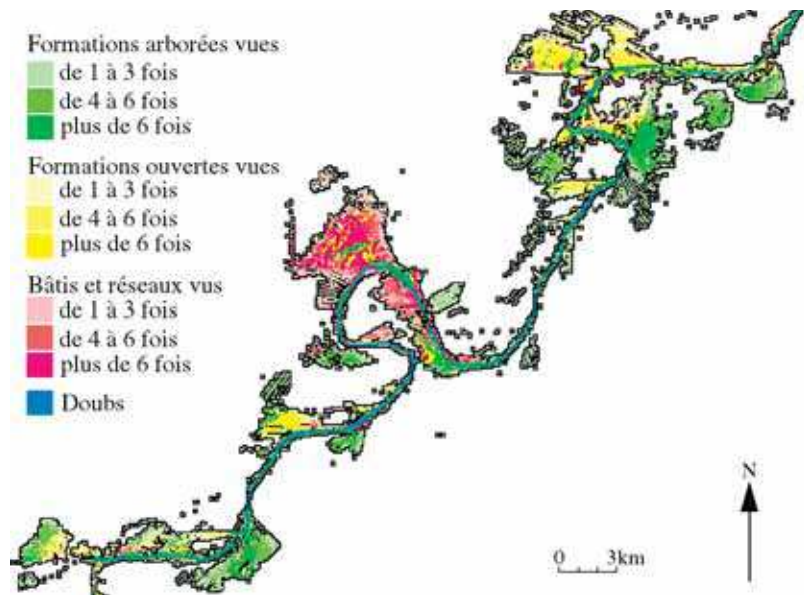 Formations arborées vues
de 1 à 3 fois
de 4 à 6 fois
plus de 6 fois
Formations ouvertes vues
de 1 à 3 fois
de 4 à 6 fois
plus de 6 fois
Bâtis et réseaux vus
de 1 à 3 fois
de 4 à 6 fois
plus de 6 fois
Doubs
N
0 3km